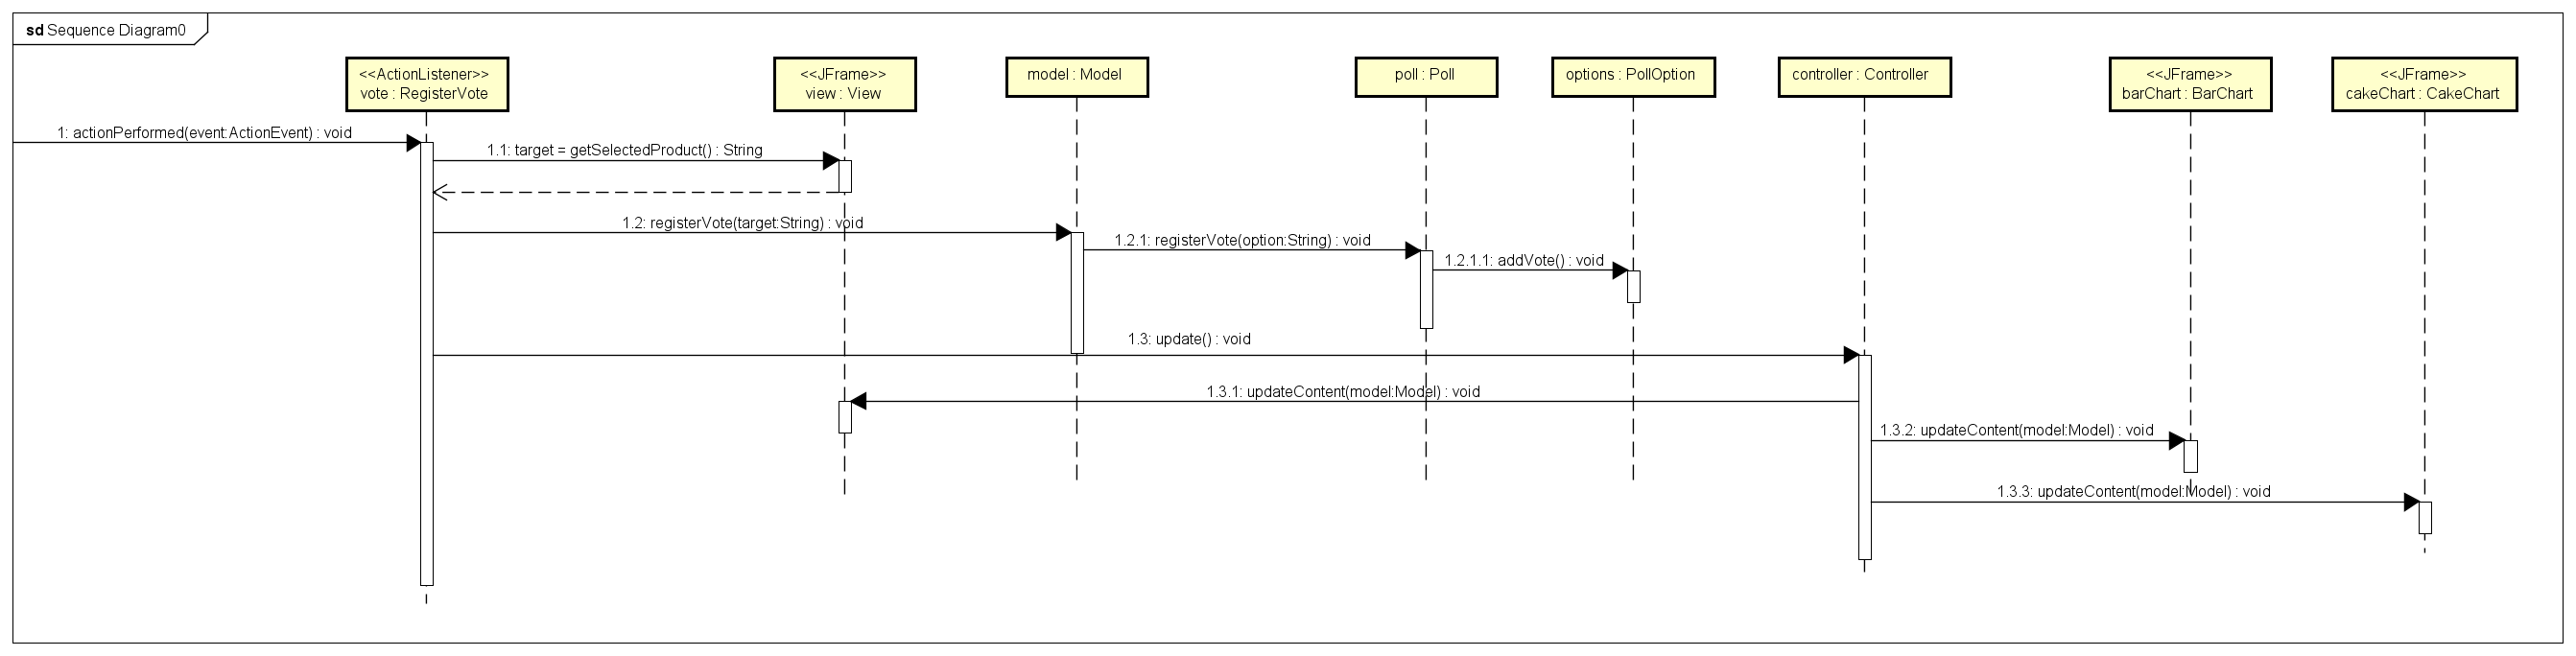 sd Sequence Diagram0
<<ActionListener>>
vote : RegisterVote
<<JFrame>>
view : View
model : Model
poll : Poll
options : PollOption
controller : Controller
<<JFrame>>
barChart : BarChart
<<JFrame>>
cakeChart : CakeChart
1: actionPerformed(event:ActionEvent) : void
1.1: target = getSelectedProduct() : String
1.2: registerVote(target:String) : void
1.2.1: registerVote(option:String) : void
1.2.1.1: addVote() : void
1.3: update() : void
1.3.1: updateContent(model:Model) : void
1.3.2: updateContent(model:Model) : void
1.3.3: updateContent(model:Model) : void